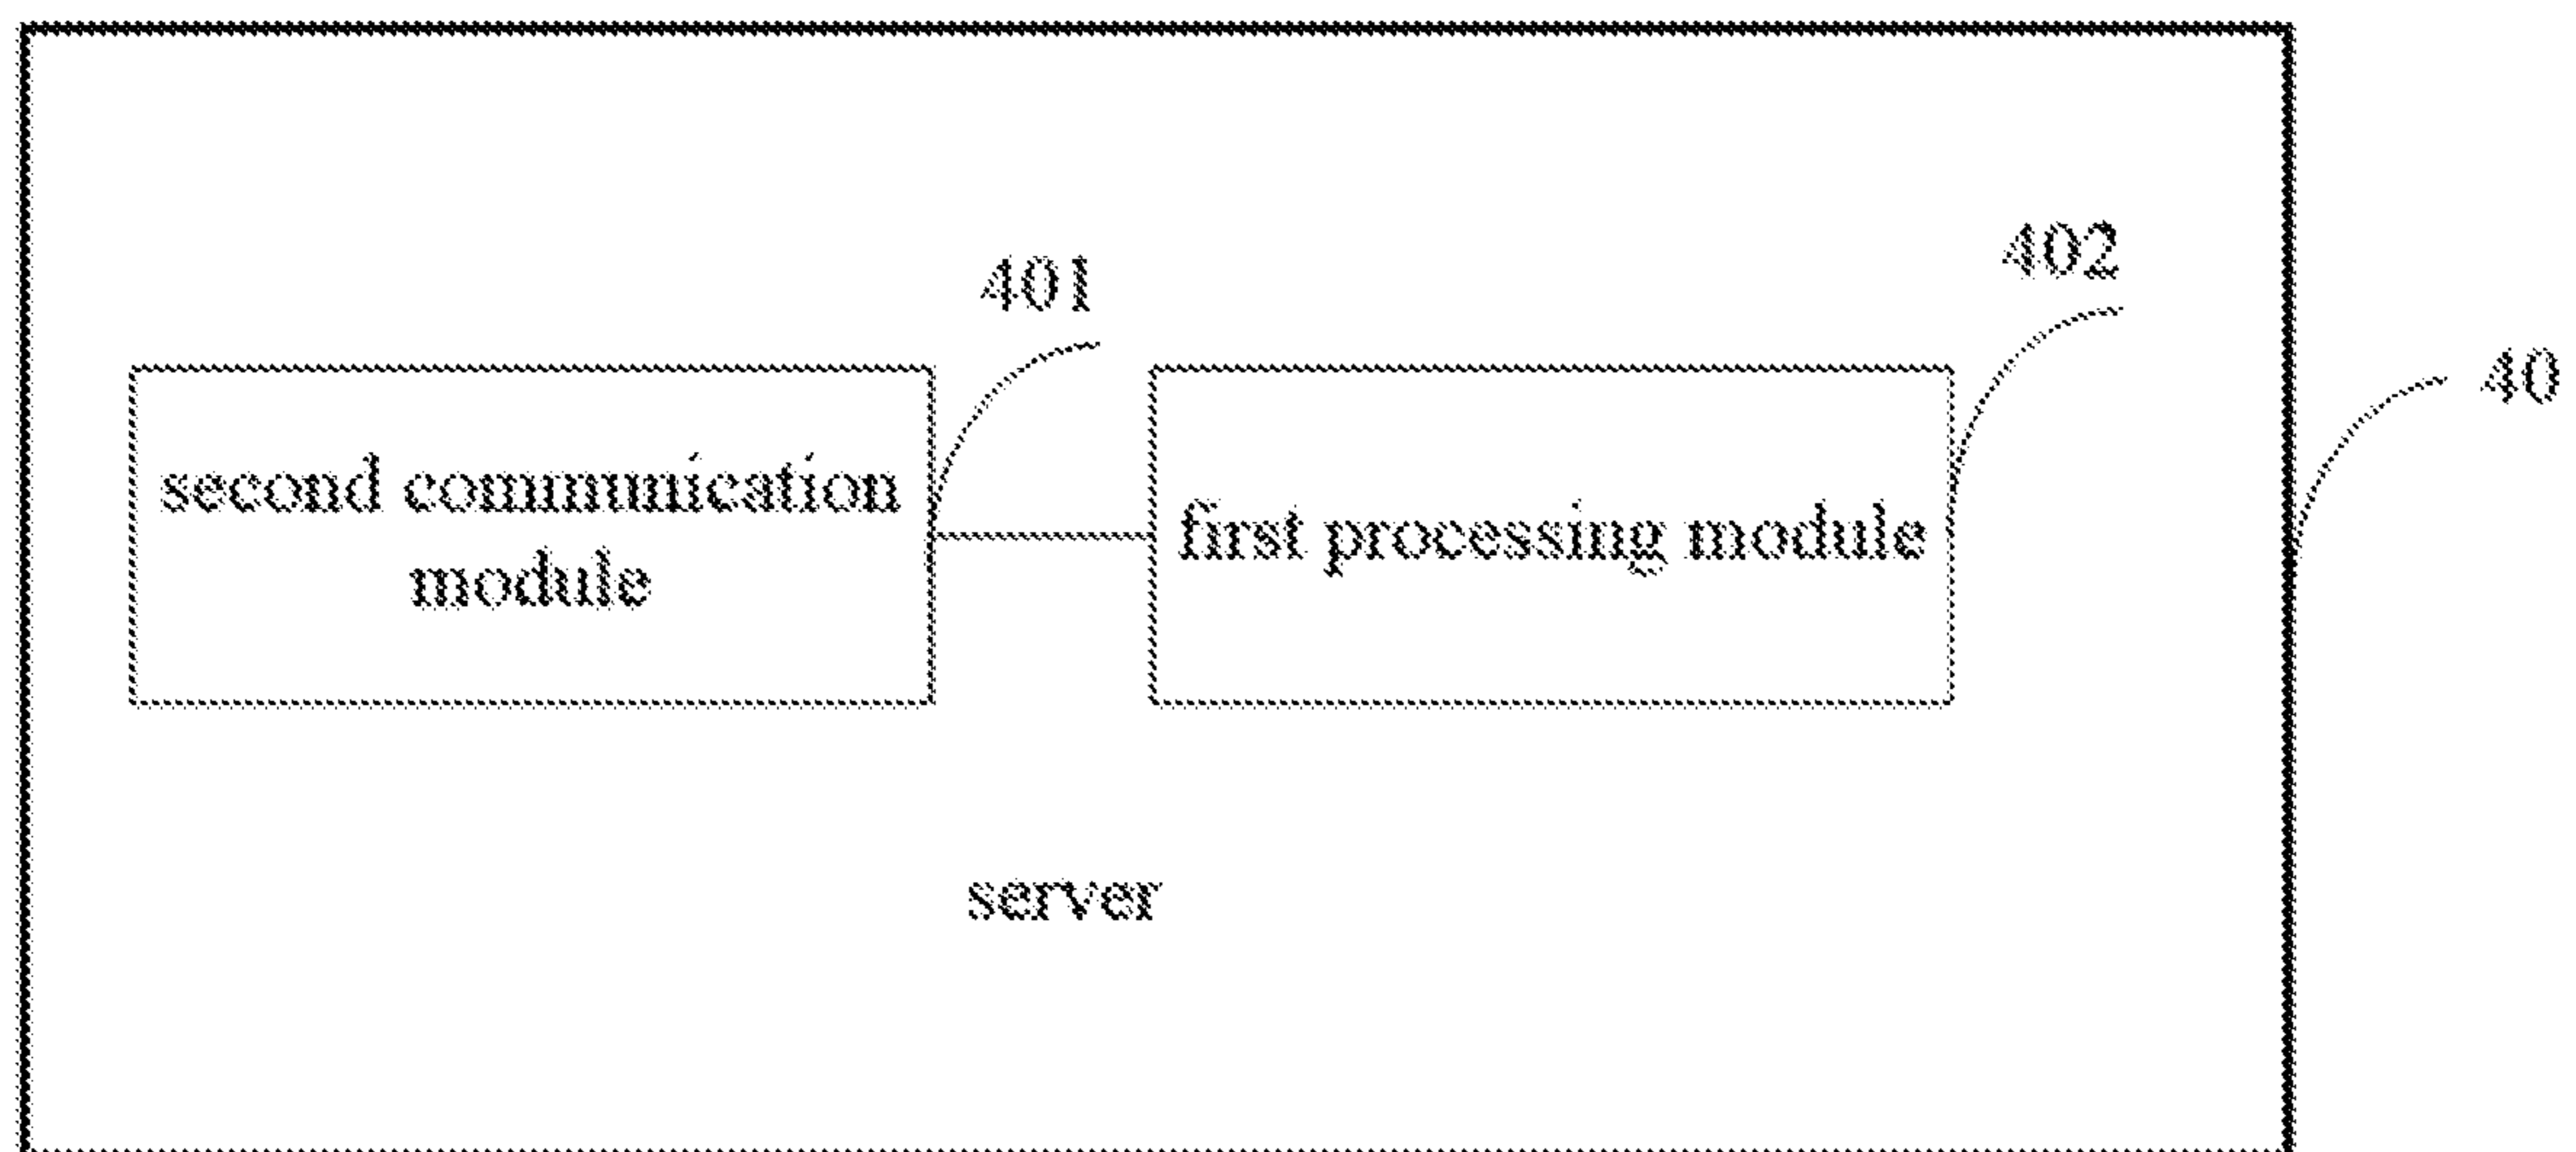 402
401
40
second communication
module
first processing module
server